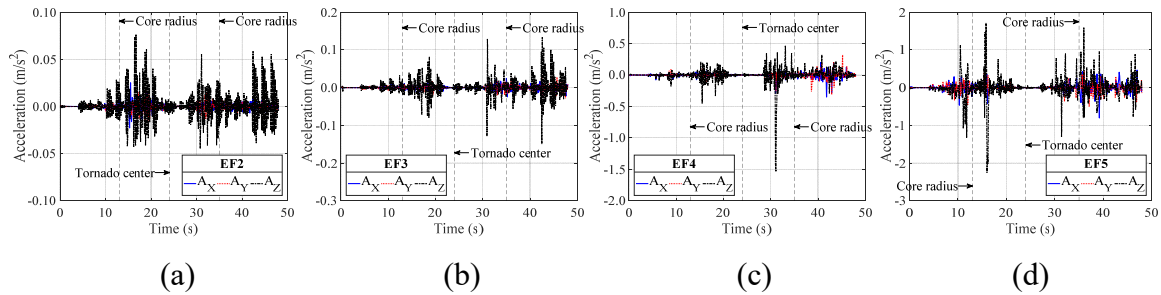 0.10
0.05
0.00
-0.05
-0.10
Acceleration (m/s²)
0 10 20 30 40 50
Time (s)
Core radius
Core radius
Tornado center
EF2
A_X A_Y A_Z
(a)
0.3
0.2
0.1
0.0
-0.1
-0.2
-0.3
Acceleration (m/s²)
0 10 20 30 40 50
Time (s)
Core radius
Core radius
Tornado center
EF3
A_X A_Y A_Z
(b)
1.0
0.5
0.0
-0.5
-1.0
-1.5
-2.0
Acceleration (m/s²)
0 10 20 30 40 50
Time (s)
Tornado center
Core radius
Core radius
EF4
A_X A_Y A_Z
(c)
2
1
0
-1
-2
-3
Acceleration (m/s²)
0 10 20 30 40 50
Time (s)
Core radius
Tornado center
Core radius
EF5
A_X A_Y A_Z
(d)